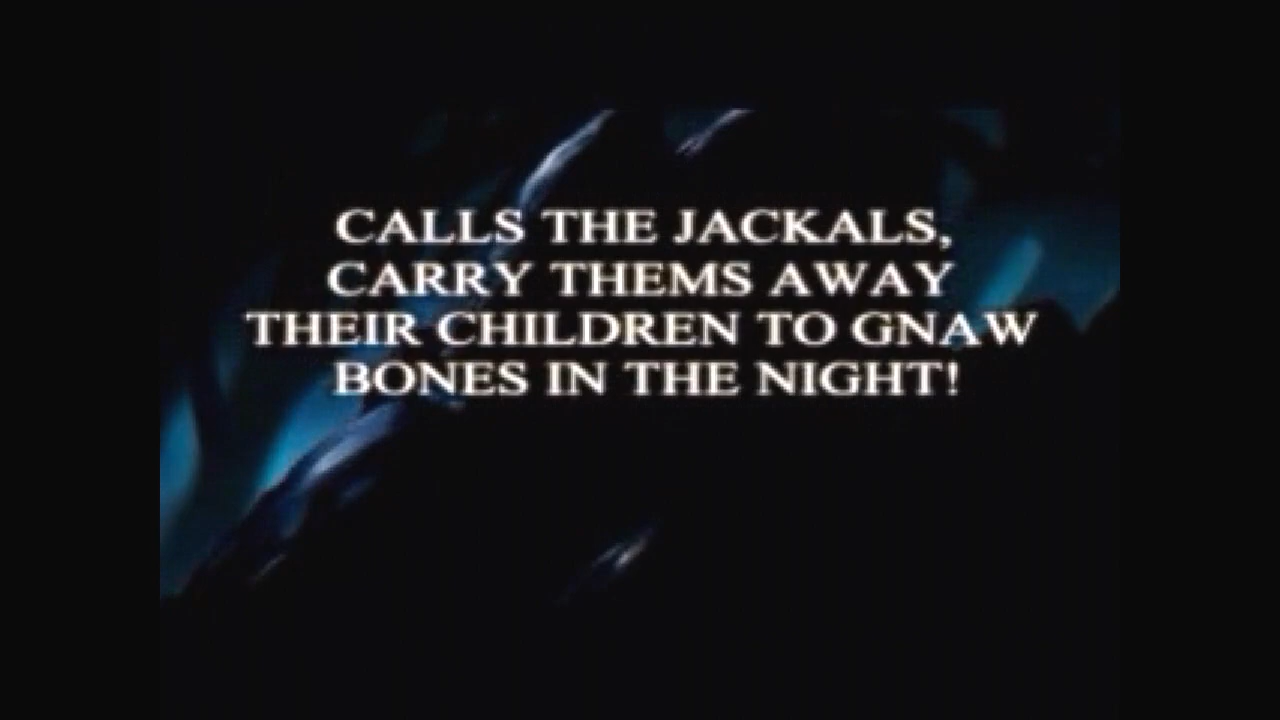 CALLS THE JACKALS,
CARRY THEMS AWAY
THEIR CHILDREN TO GNAW
BONES IN THE NIGHT!